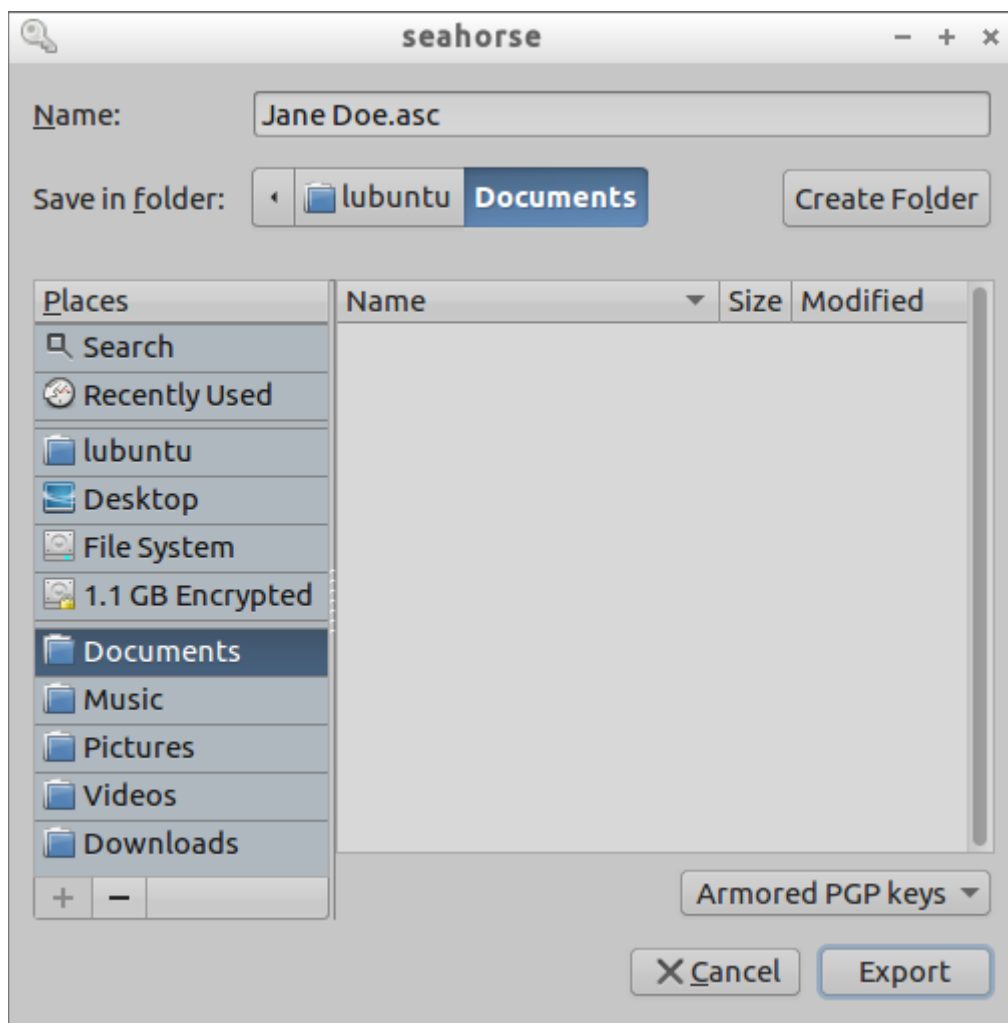 seahorse
Name: Jane Doe.asc
Save in folder: lubuntu Documents Create Folder
Places Name Size Modified
Search
Recently Used
lubuntu
Desktop
File System
1.1 GB Encrypted
Documents
Music
Pictures
Videos
Downloads
Armored PGP keys
Cancel Export